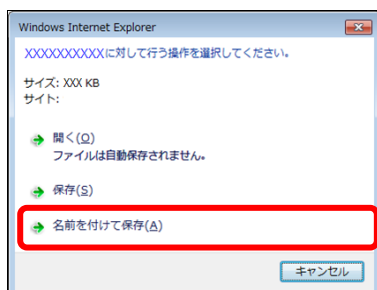 Windows Internet Explorer
XXXXXXXXXXに対して行う操作を選択してください。
サイズ: XXX KB
サイト:
開く(O)
ファイルは自動保存されません。
保存(S)
名前を付けて保存(A)
キャンセル